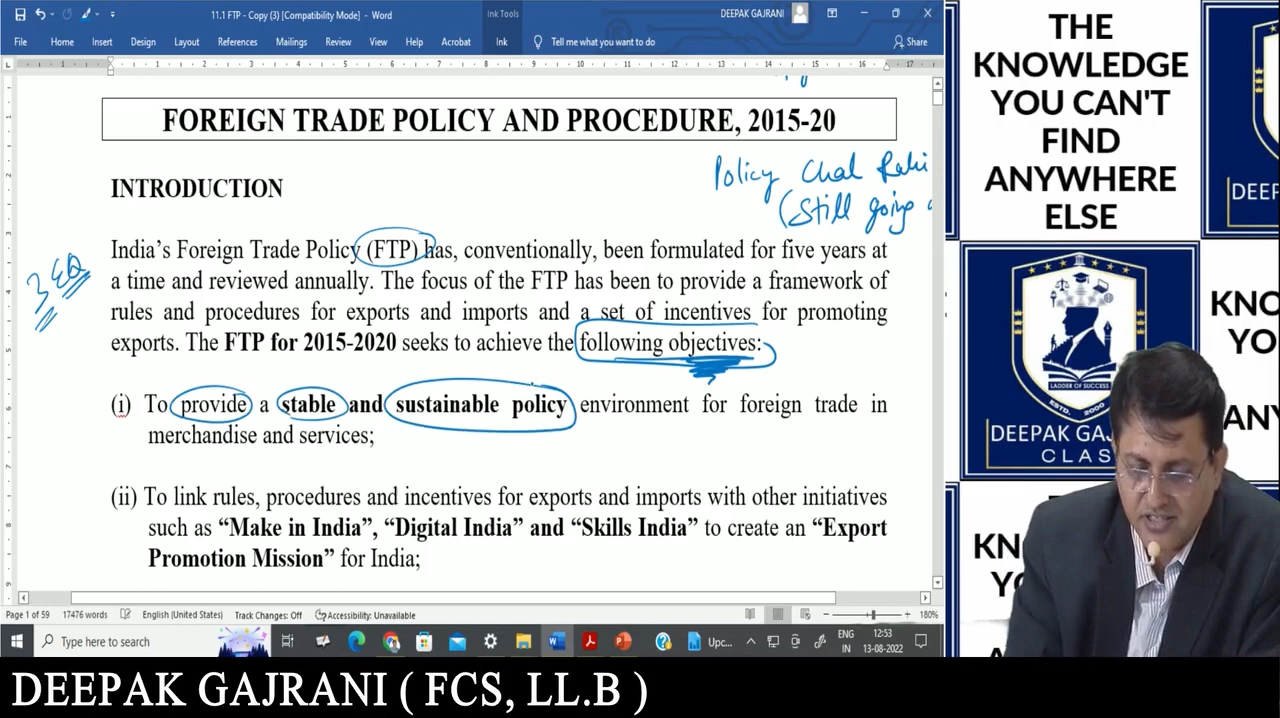 11.1 FTP - Copy (3) [Compatibility Mode] - Word
Ink Tools
DEEPAK GAJRANI
File Home Insert Design Layout References Mailings Review View Help Acrobat Ink Tell me what you want to do Share
FOREIGN TRADE POLICY AND PROCEDURE, 2015-20
Policy Chal Rahi
(Still going
INTRODUCTION
India’s Foreign Trade Policy (FTP) has, conventionally, been formulated for five years at
a time and reviewed annually. The focus of the FTP has been to provide a framework of
rules and procedures for exports and imports and a set of incentives for promoting
exports. The FTP for 2015-2020 seeks to achieve the following objectives:
(i) To provide a stable and sustainable policy environment for foreign trade in
merchandise and services;
(ii) To link rules, procedures and incentives for exports and imports with other initiatives
such as “Make in India”, “Digital India” and “Skills India” to create an “Export
Promotion Mission” for India;
Page 1 of 59 17476 words English (United States) Track Changes: Off Accessibility: Unavailable 180%
Type here to search
Upc...
ENG
IN
12:53
13-08-2022
THE
KNOWLEDGE
YOU CAN'T
FIND
ANYWHERE
ELSE
DEEP
LADER OF SUCCESS
ESTD. 2000
DEEPAK GAJ
CLAS
KNO
YO
ANY
KN
DEEPAK GAJRANI ( FCS, LL.B )